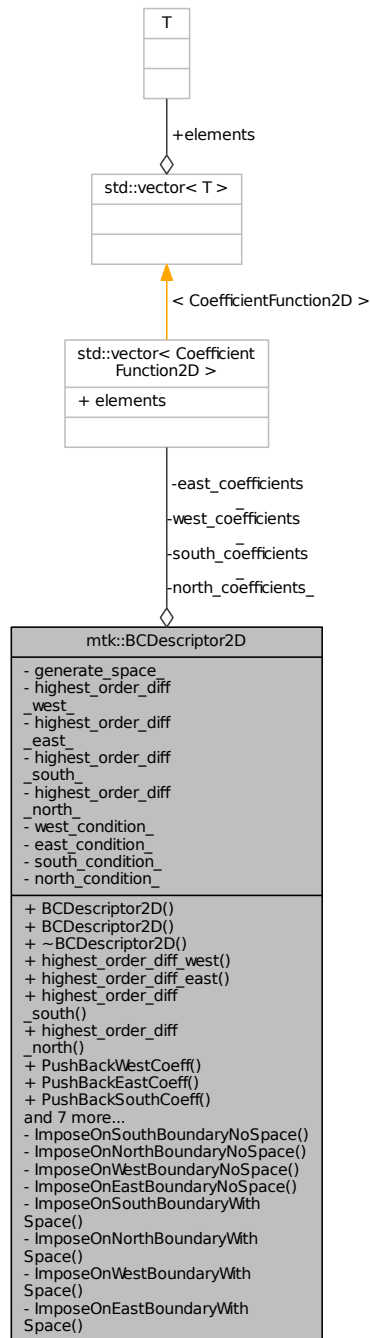 T
+elements
std::vector< T >
< CoefficientFunction2D >
std::vector< Coefficient
Function2D >
+ elements
-east_coefficients
_
-west_coefficients
_
-south_coefficients
_
-north_coefficients_
mtk::BCDescriptor2D
- generate_space_
- highest_order_diff
_west_
- highest_order_diff
_east_
- highest_order_diff
_south_
- highest_order_diff
_north_
- west_condition_
- east_condition_
- south_condition_
- north_condition_
+ BCDescriptor2D()
+ BCDescriptor2D()
+ ~BCDescriptor2D()
+ highest_order_diff_west()
+ highest_order_diff_east()
+ highest_order_diff
_south()
+ highest_order_diff
_north()
+ PushBackWestCoeff()
+ PushBackEastCoeff()
+ PushBackSouthCoeff()
and 7 more...
- ImposeOnSouthBoundaryNoSpace()
- ImposeOnNorthBoundaryNoSpace()
- ImposeOnWestBoundaryNoSpace()
- ImposeOnEastBoundaryNoSpace()
- ImposeOnSouthBoundaryWith
Space()
- ImposeOnNorthBoundaryWith
Space()
- ImposeOnWestBoundaryWith
Space()
- ImposeOnEastBoundaryWith
Space()